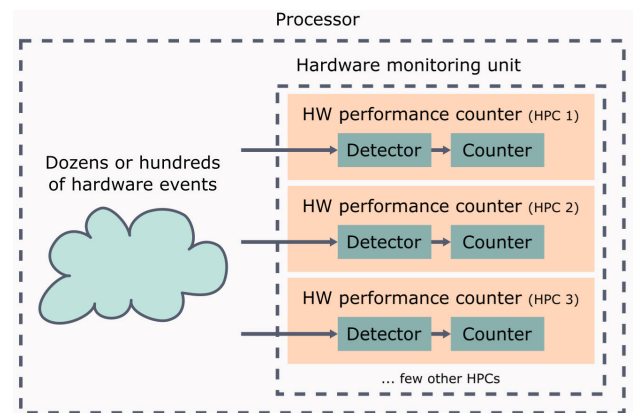 Processor
Hardware monitoring unit
Dozens or hundreds
of hardware events
HW performance counter (HPC 1)
Detector
Counter
HW performance counter (HPC 2)
Detector
Counter
HW performance counter (HPC 3)
Detector
Counter
... few other HPCs